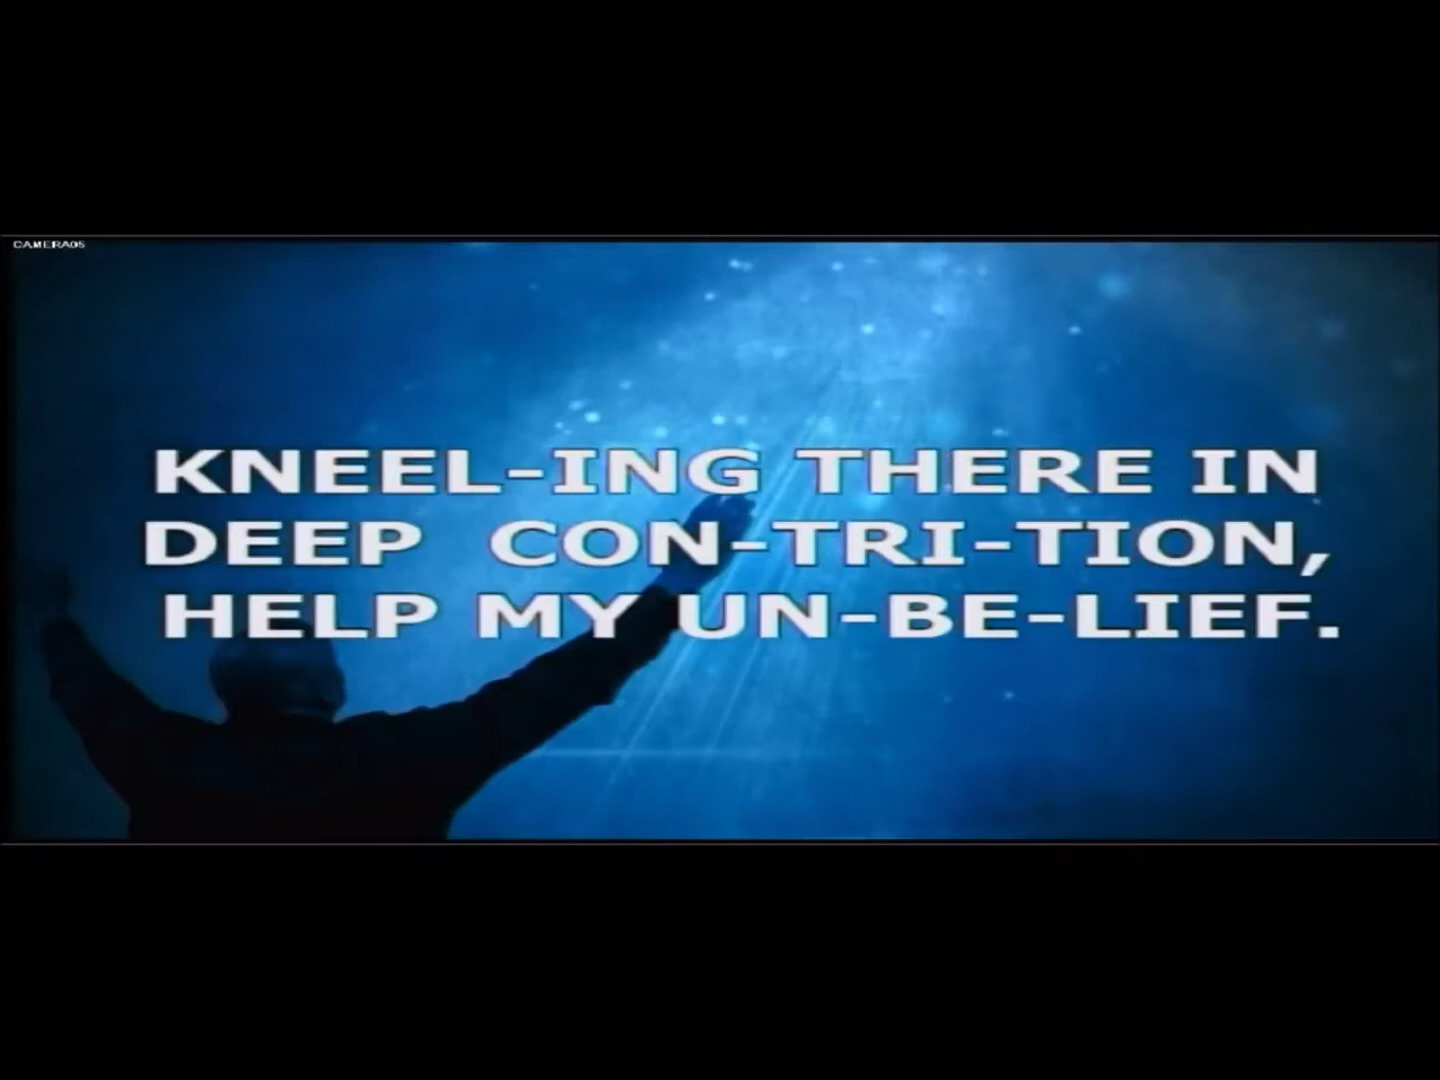 CAMERA05
KNEEL-ING THERE IN
DEEP CON-TRI-TION,
HELP MY UN-BE-LIEF.